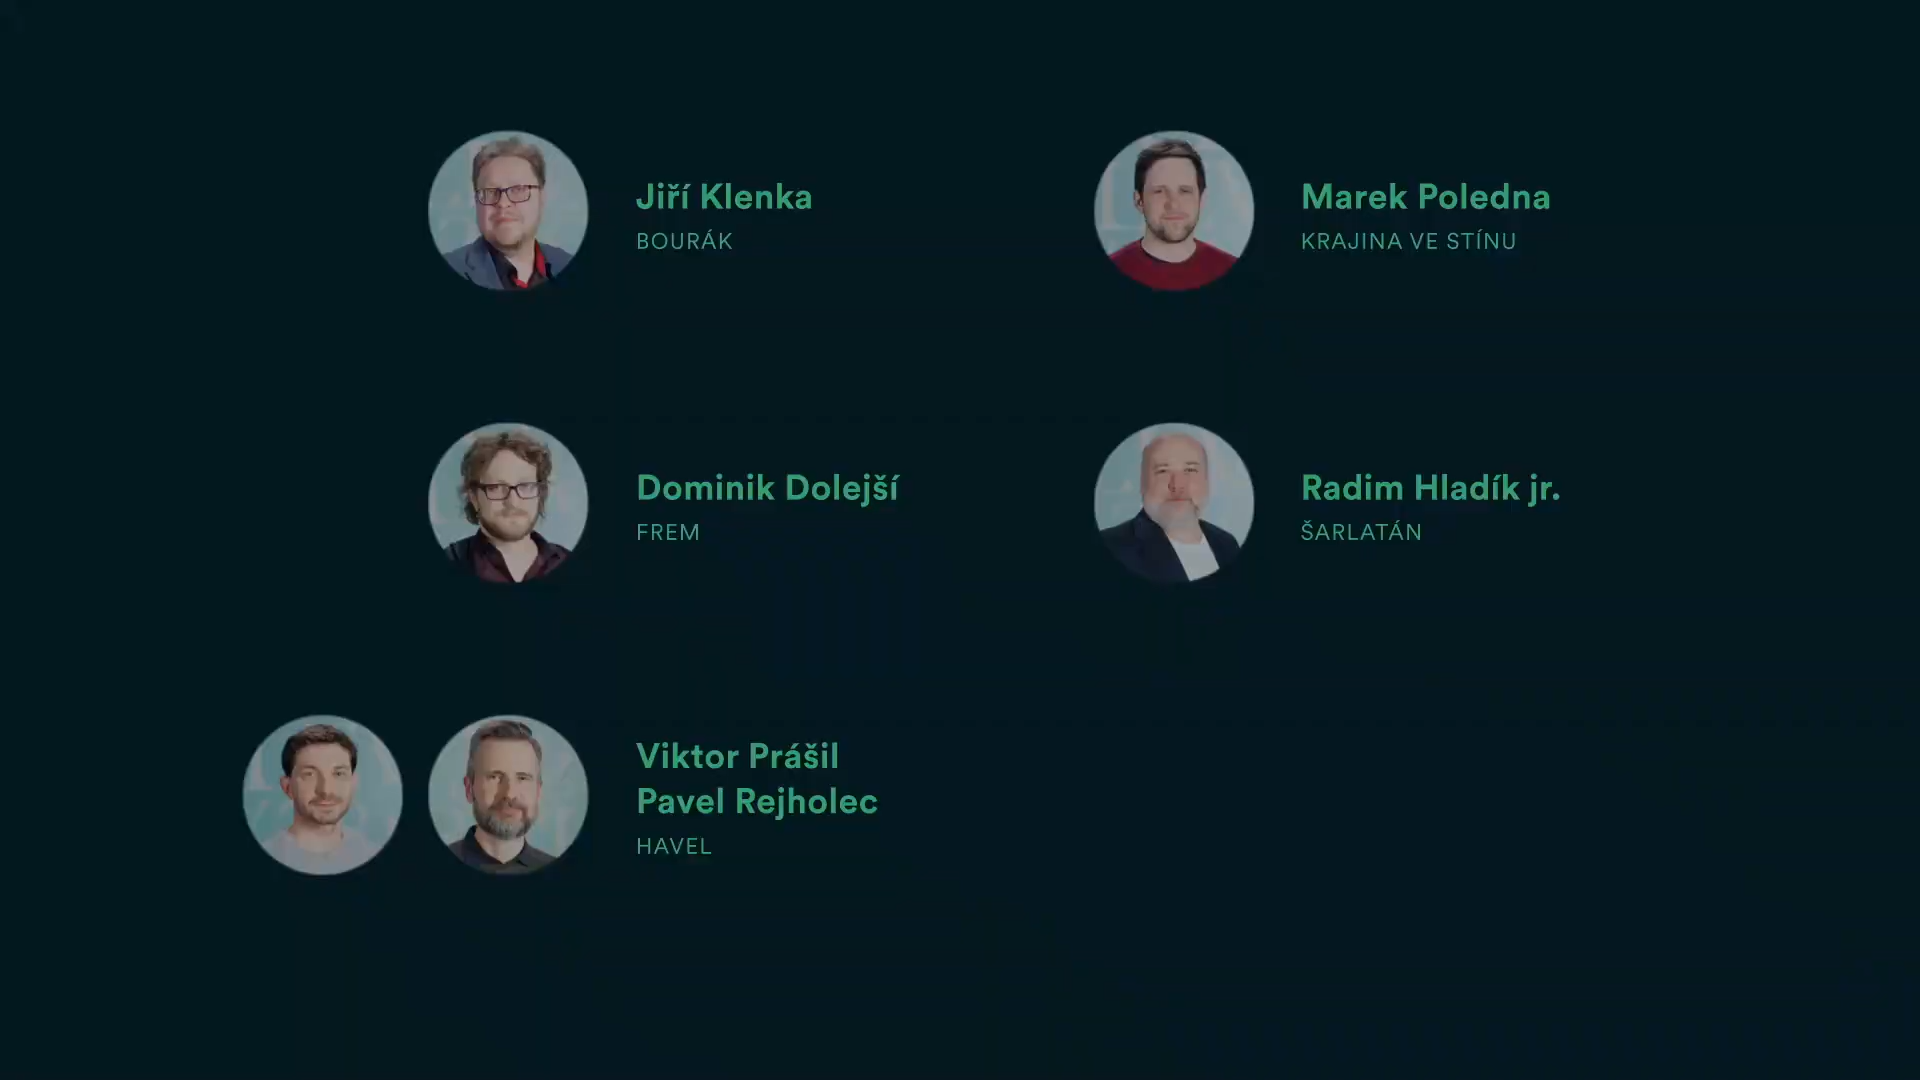 Jiří Klenka
BOURÁK
Marek Poledna
KRAJINA VE STÍNU
Dominik Dolejší
FREM
Radim Hladík jr.
ŠARLATÁN
Viktor Prášil
Pavel Rejholec
HAVEL